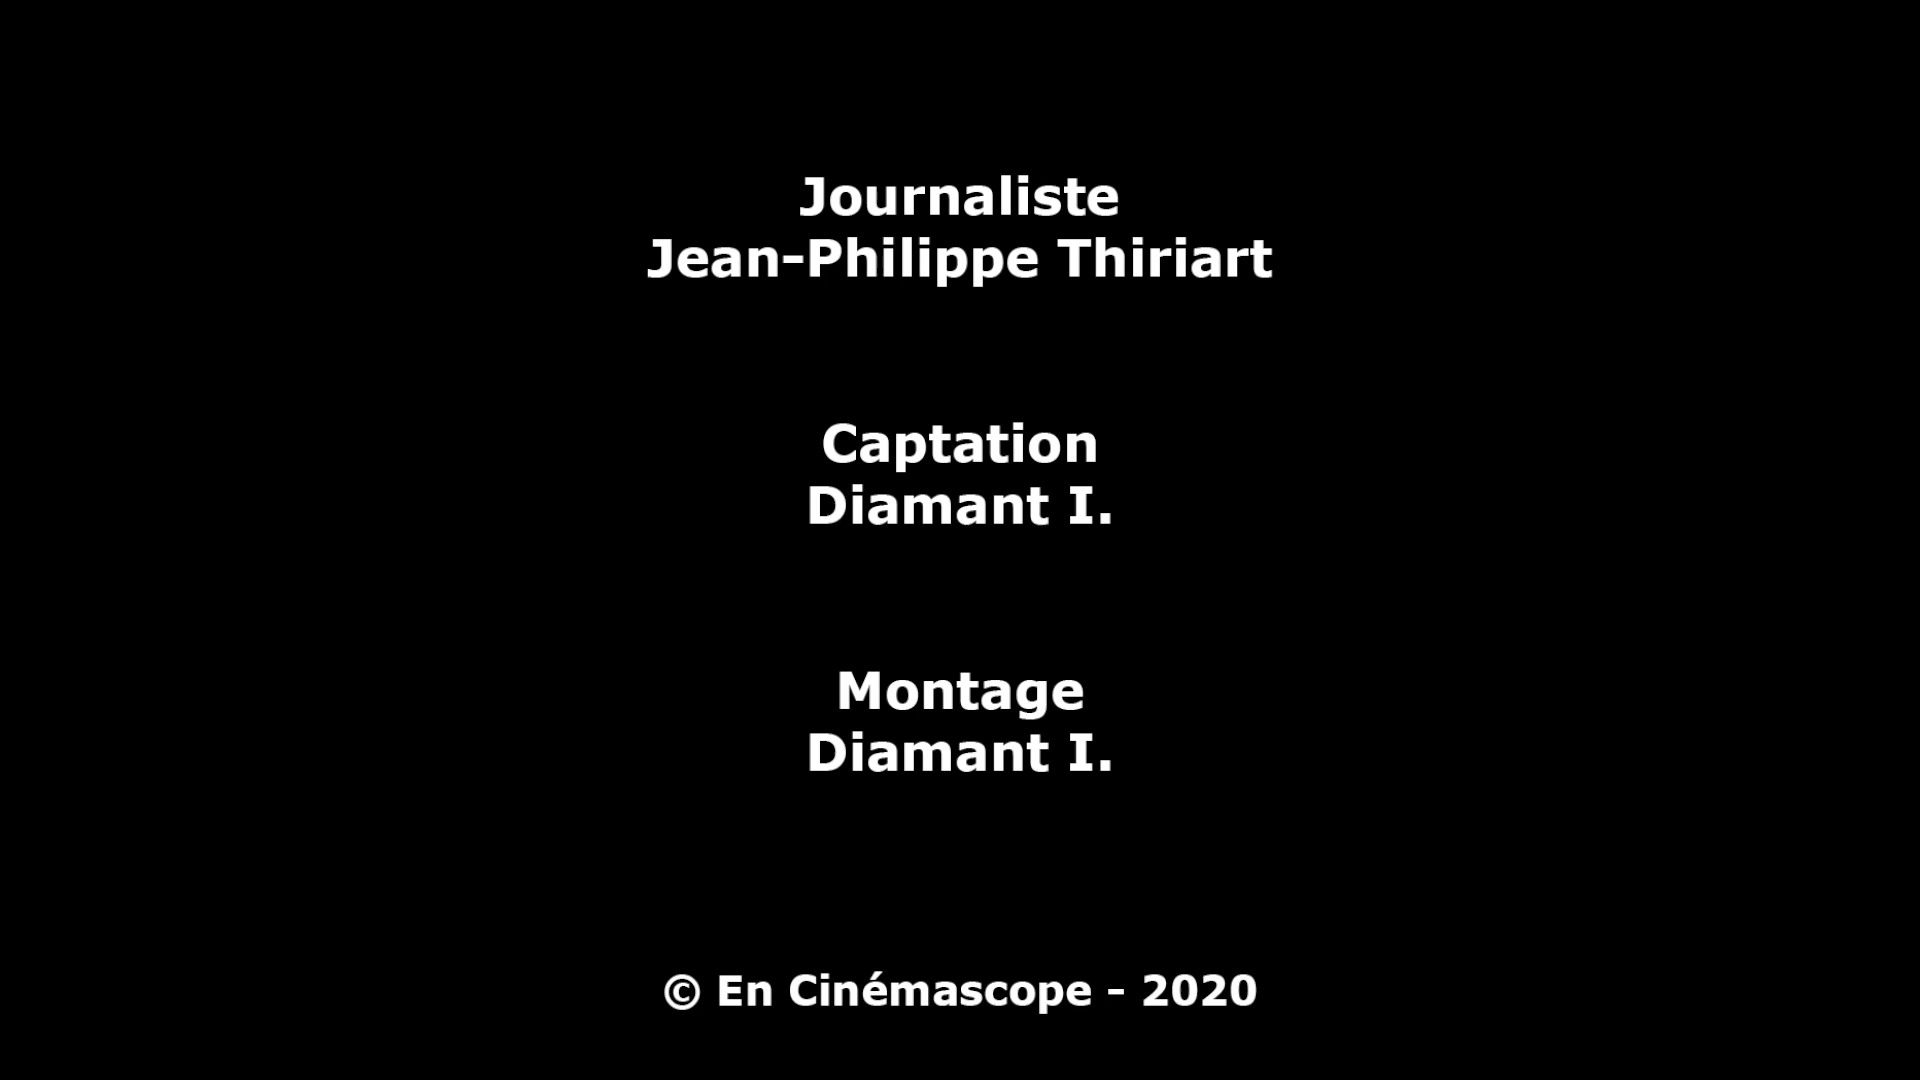 Journaliste
Jean-Philippe Thiriart
Captation
Diamant I.
Montage
Diamant I.
© En Cinémascope - 2020